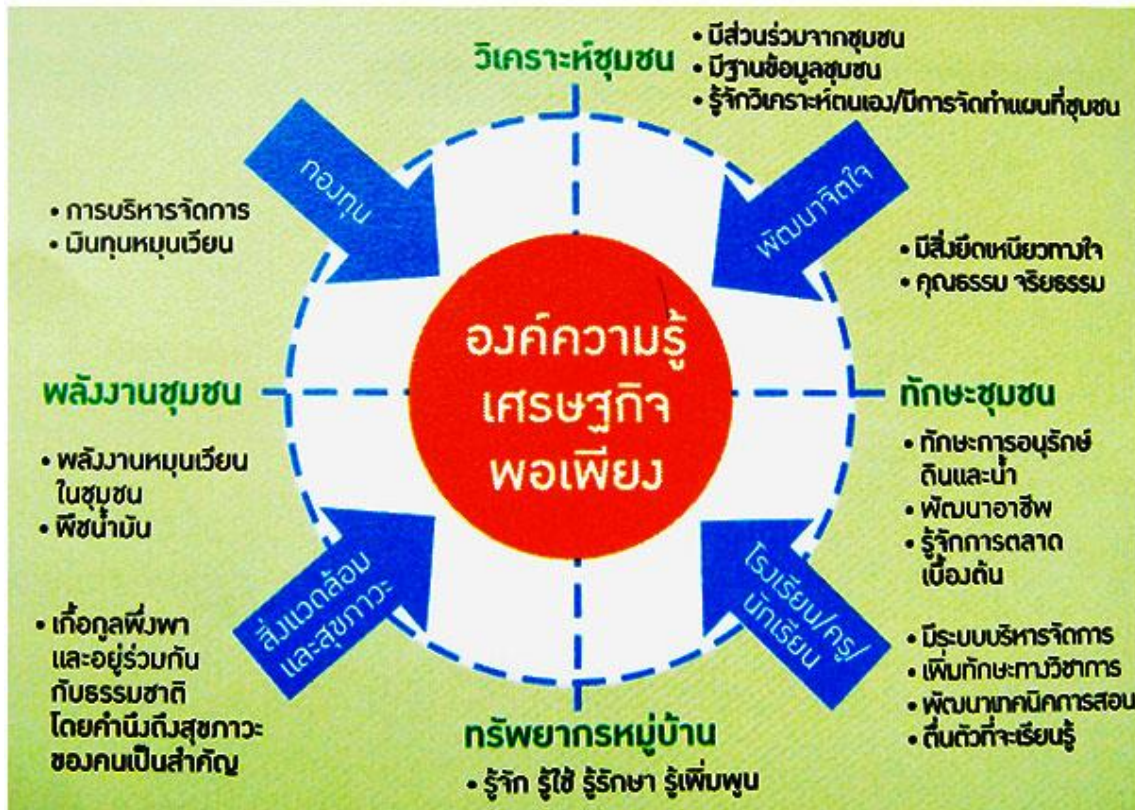 วิเคราะห์ชุมชน
• มีส่วนร่วมจากชุมชน
• มีฐานข้อมูลชุมชน
• รู้จักวิเคราะห์ตนเอง/มีการจัดทำแผนที่ชุมชน
กองทุน
• การบริหารจัดการ
• เงินทุนหมุนเวียน
พัฒนาจิตใจ
• มีสิ่งยึดเหนี่ยวทางใจ
• คุณธรรม จริยธรรม
องค์ความรู้
เศรษฐกิจ
พอเพียง
พลังงานชุมชน
• พลังงานหมุนเวียน
ในชุมชน
• พืชน้ำมัน
ทักษะชุมชน
• ทักษะการอนุรักษ์
ดินและน้ำ
• พัฒนาอาชีพ
• รู้จักการตลาด
เบื้องต้น
สิ่งแวดล้อม
และสุขภาวะ
• เกื้อกูลพึ่งพา
และอยู่ร่วมกัน
กับธรรมชาติ
โดยคำนึงถึงสุขภาวะ
ของคนเป็นสำคัญ
โรงเรียน/ครู/
นักเรียน
• มีระบบบริหารจัดการ
• เพิ่มทักษะทางวิชาการ
• พัฒนาเทคนิคการสอน
• ตื่นตัวที่จะเรียนรู้
ทรัพยากรหมู่บ้าน
• รู้จัก รู้ใช้ รู้รักษา รู้เพิ่มพูน